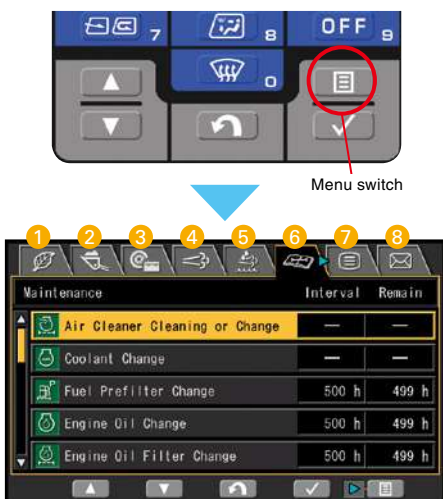 7 8 OFF 9
0
Menu switch
1 2 3 4 5 6 7 8
Maintenance Interval Remain
Air Cleaner Cleaning or Change — —
Coolant Change — —
Fuel Prefilter Change 500 h 499 h
Engine Oil Change 500 h 499 h
Engine Oil Filter Change 500 h 499 h